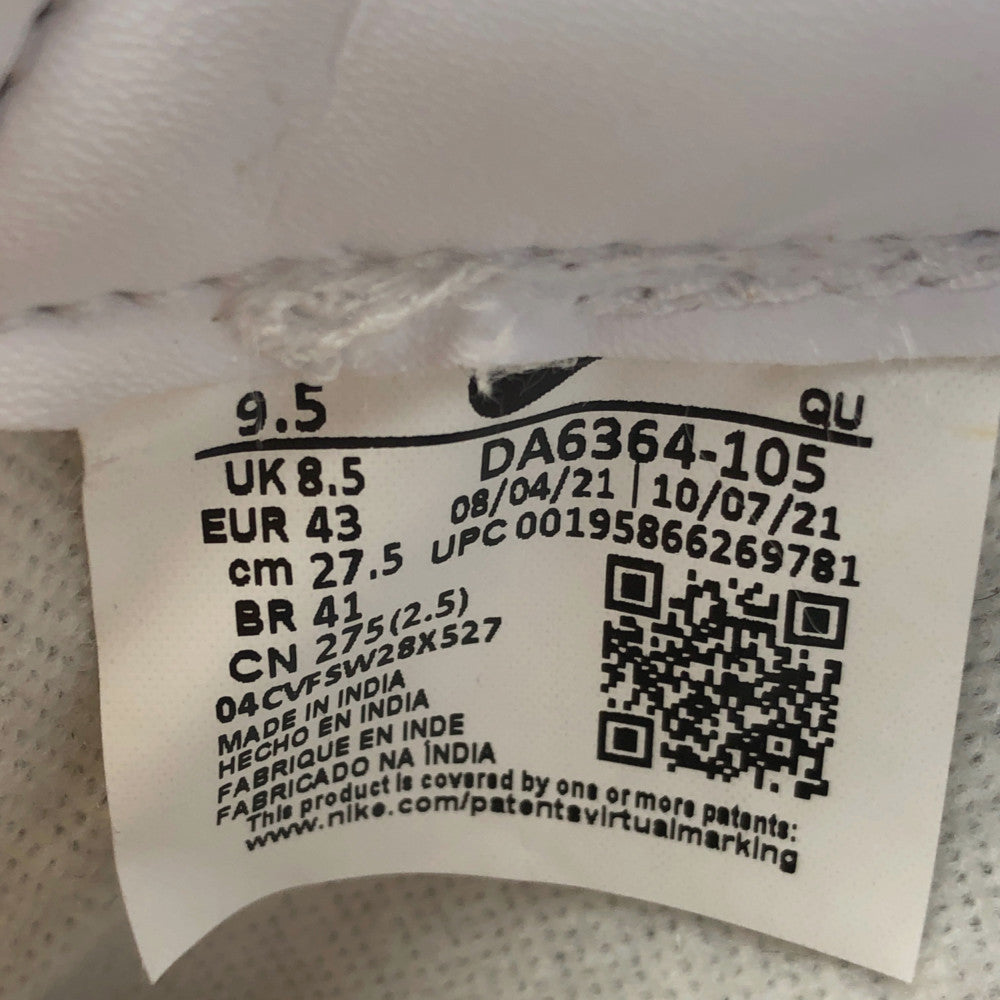 9.5 QU
UK 8.5 DA6364-105
EUR 43 08/04/21 | 10/07/21
cm 27.5 UPC 00195866269781
BR 41
CN 275(2.5)
04CVFSW28X527
MADE IN INDIA
HECHO EN INDIA
FABRIQUE EN INDE
FABRICADO NA ÍNDIA
This product is covered by one or more patents:
www.nike.com/patentsvirtualmarking